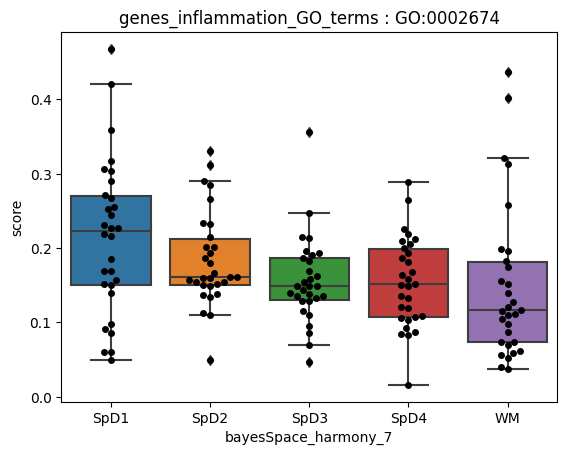 genes_inflammation_GO_terms : GO:0002674
0.4
0.3
0.2
0.1
0.0
score
SpD1 SpD2 SpD3 SpD4 WM
bayesSpace_harmony_7